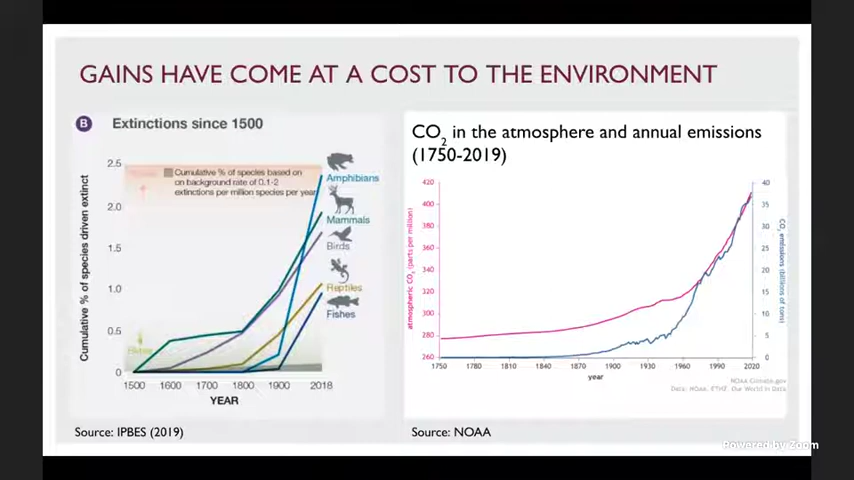 GAINS HAVE COME AT A COST TO THE ENVIRONMENT
B Extinctions since 1500
Cumulative % of species driven extinct
2.5
2.0
1.5
1.0
0.5
0
Cumulative % of species based on
on background rate of 0.1-2
extinctions per million species per year
Amphibians
Mammals
Birds
Reptiles
Fishes
1500 1600 1700 1800 1900 2018
YEAR
Source: IPBES (2019)
CO2 in the atmosphere and annual emissions
(1750-2019)
atmospheric CO2 (parts per million)
420
400
380
360
340
320
300
280
260
40
35
30
25
20
15
10
5
0
CO2 emissions (billions of tons)
1750 1780 1810 1840 1870 1900 1930 1960 1990 2020
year
NOAA Climate.gov
Data: NOAA, ETHZ, Our World in Data
Source: NOAA
Powered by Zoom